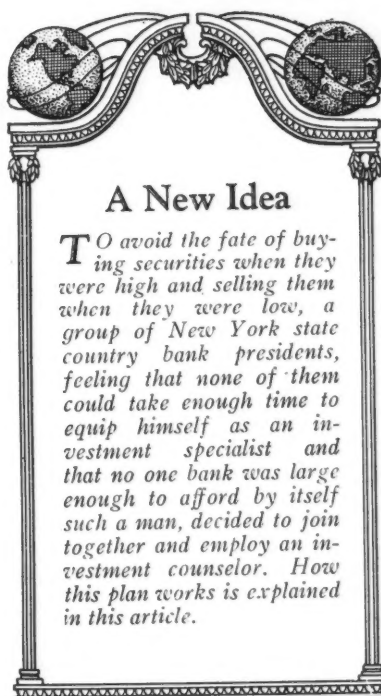 A New Idea
TO avoid the fate of buy-
ing securities when they
were high and selling them
when they were low, a
group of New York state
country bank presidents,
feeling that none of them
could take enough time to
equip himself as an in-
vestment specialist and
that no one bank was large
enough to afford by itself
such a man, decided to join
together and employ an in-
vestment counselor. How
this plan works is explained
in this article.